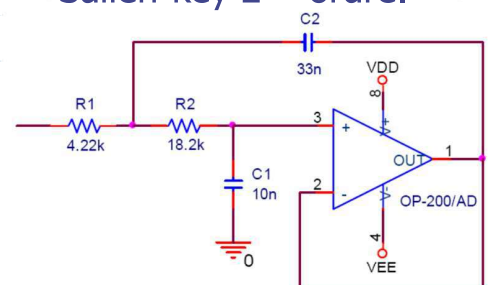 C2
33n
VDD
8
R1
4.22k
R2
18.2k
3
+
V+
C1
10n
OUT
1
2
-
V-
OP-200/AD
4
VEE
0